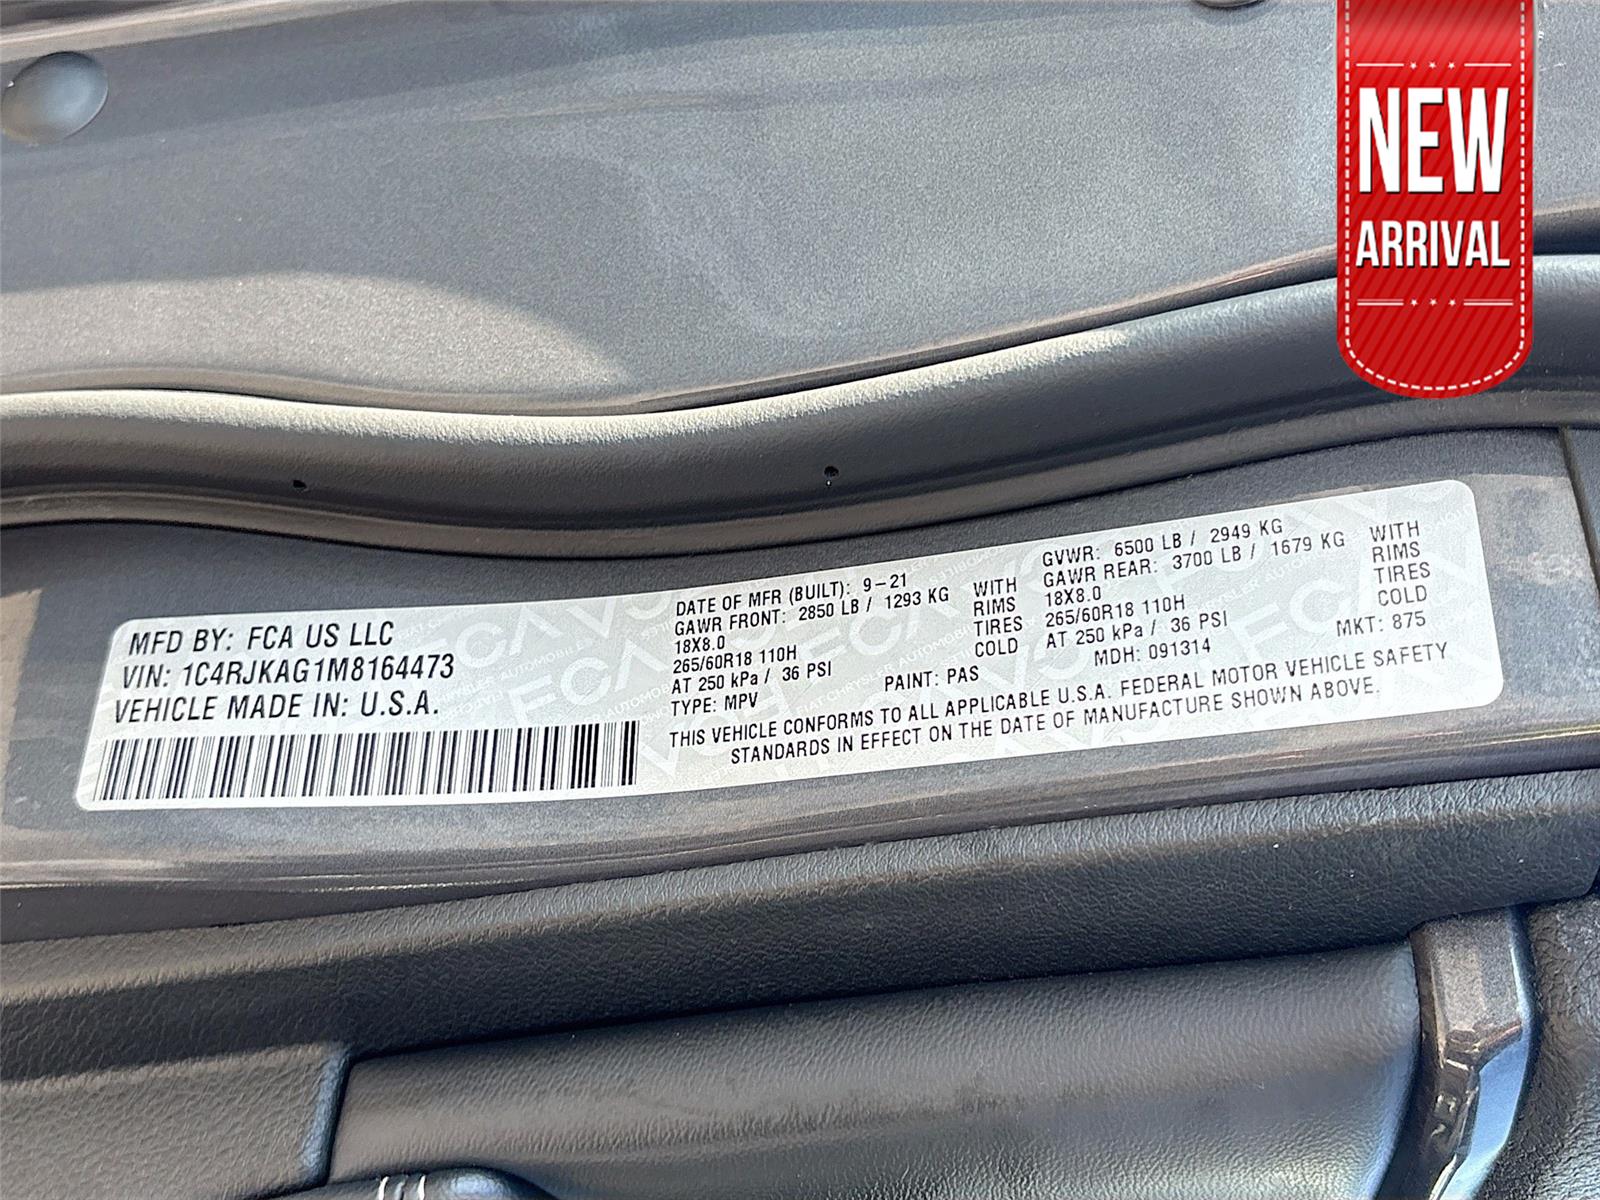 NEW
ARRIVAL
MFD BY: FCA US LLC
VIN: 1C4RJKAG1M8164473
VEHICLE MADE IN: U.S.A.
DATE OF MFR (BUILT): 9-21
GAWR FRONT: 2850 LB / 1293 KG WITH
18X8.0 RIMS
265/60R18 110H TIRES
AT 250 kPa / 36 PSI COLD
TYPE: MPV
PAINT: PAS
GVWR: 6500 LB / 2949 KG
GAWR REAR: 3700 LB / 1679 KG WITH
18X8.0 RIMS
265/60R18 110H TIRES
AT 250 kPa / 36 PSI COLD
MDH: 091314 MKT: 875
THIS VEHICLE CONFORMS TO ALL APPLICABLE U.S.A. FEDERAL MOTOR VEHICLE SAFETY
STANDARDS IN EFFECT ON THE DATE OF MANUFACTURE SHOWN ABOVE.